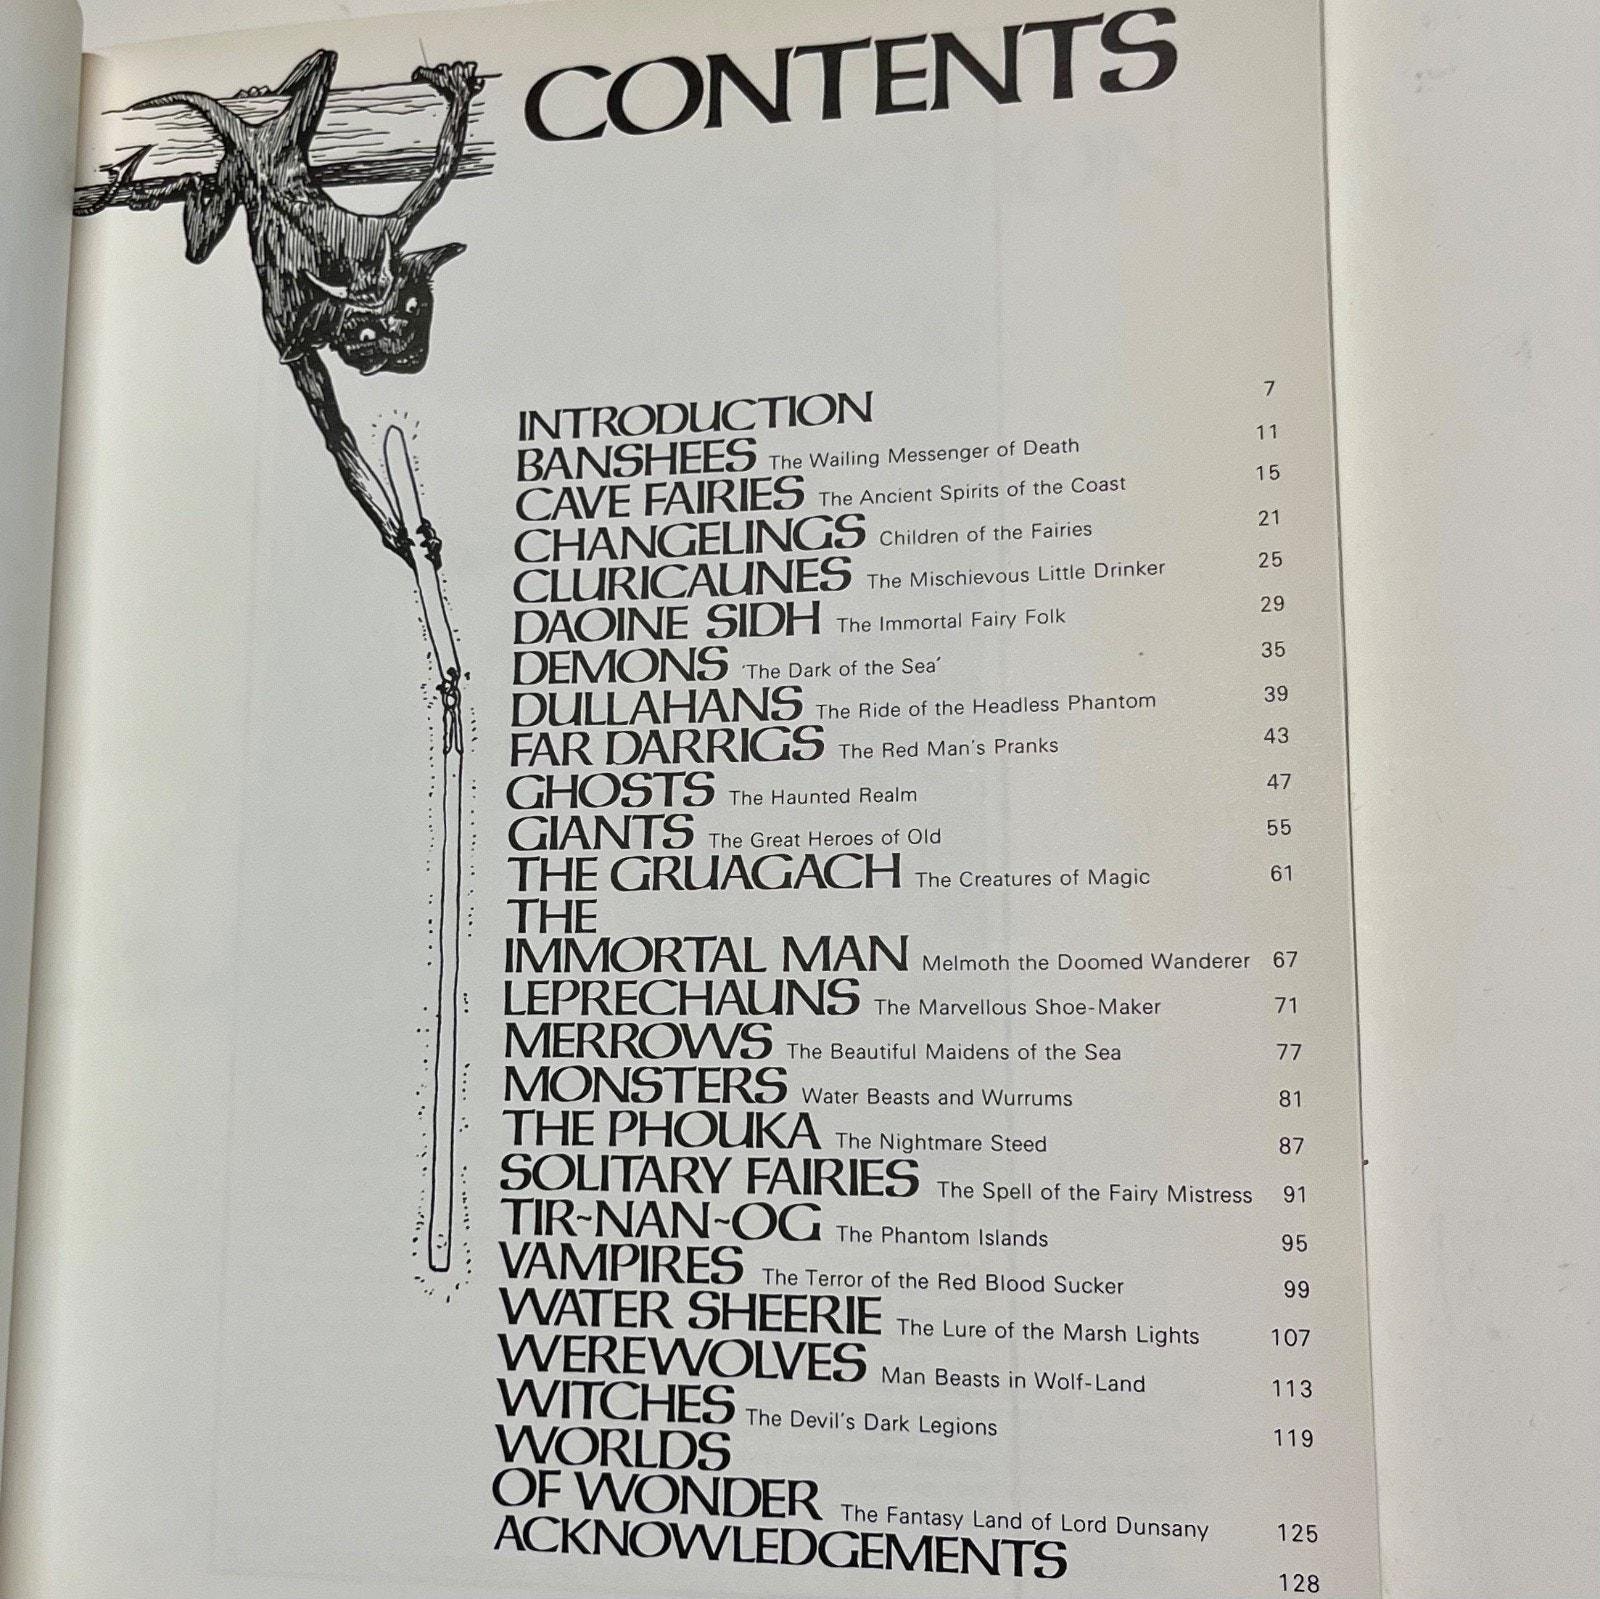 CONTENTS
INTRODUCTION 7
BANSHEES The Wailing Messenger of Death 11
CAVE FAIRIES The Ancient Spirits of the Coast 15
CHANGELINGS Children of the Fairies 21
CLURICAUNES The Mischievous Little Drinker 25
DAOINE SIDH The Immortal Fairy Folk 29
DEMONS 'The Dark of the Sea' 35
DULLAHANS The Ride of the Headless Phantom 39
FAR DARRIGS The Red Man's Pranks 43
GHOSTS The Haunted Realm 47
GIANTS The Great Heroes of Old 55
THE GRUAGACH The Creatures of Magic 61
THE
IMMORTAL MAN Melmoth the Doomed Wanderer 67
LEPRECHAUNS The Marvellous Shoe-Maker 71
MERROWS The Beautiful Maidens of the Sea 77
MONSTERS Water Beasts and Wurrums 81
THE PHOUKA The Nightmare Steed 87
SOLITARY FAIRIES The Spell of the Fairy Mistress 91
TIR~NAN~OG The Phantom Islands 95
VAMPIRES The Terror of the Red Blood Sucker 99
WATER SHEERIE The Lure of the Marsh Lights 107
WEREWOLVES Man Beasts in Wolf-Land 113
WITCHES The Devil's Dark Legions 119
WORLDS
OF WONDER The Fantasy Land of Lord Dunsany 125
ACKNOWLEDGEMENTS 128